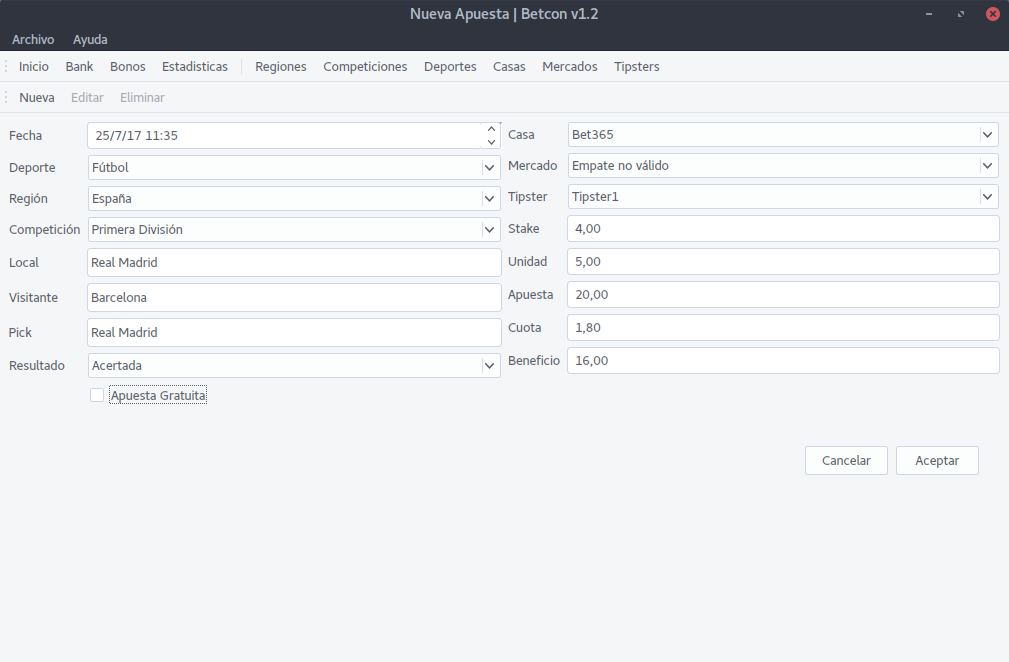 Nueva Apuesta | Betcon v1.2
Archivo Ayuda
Inicio Bank Bonos Estadisticas Regiones Competiciones Deportes Casas Mercados Tipsters
Nueva Editar Eliminar
Fecha 25/7/17 11:35
Deporte Fútbol
Región España
Competición Primera División
Local Real Madrid
Visitante Barcelona
Pick Real Madrid
Resultado Acertada
Apuesta Gratuita
Casa Bet365
Mercado Empate no válido
Tipster Tipster1
Stake 4,00
Unidad 5,00
Apuesta 20,00
Cuota 1,80
Beneficio 16,00
Cancelar Aceptar